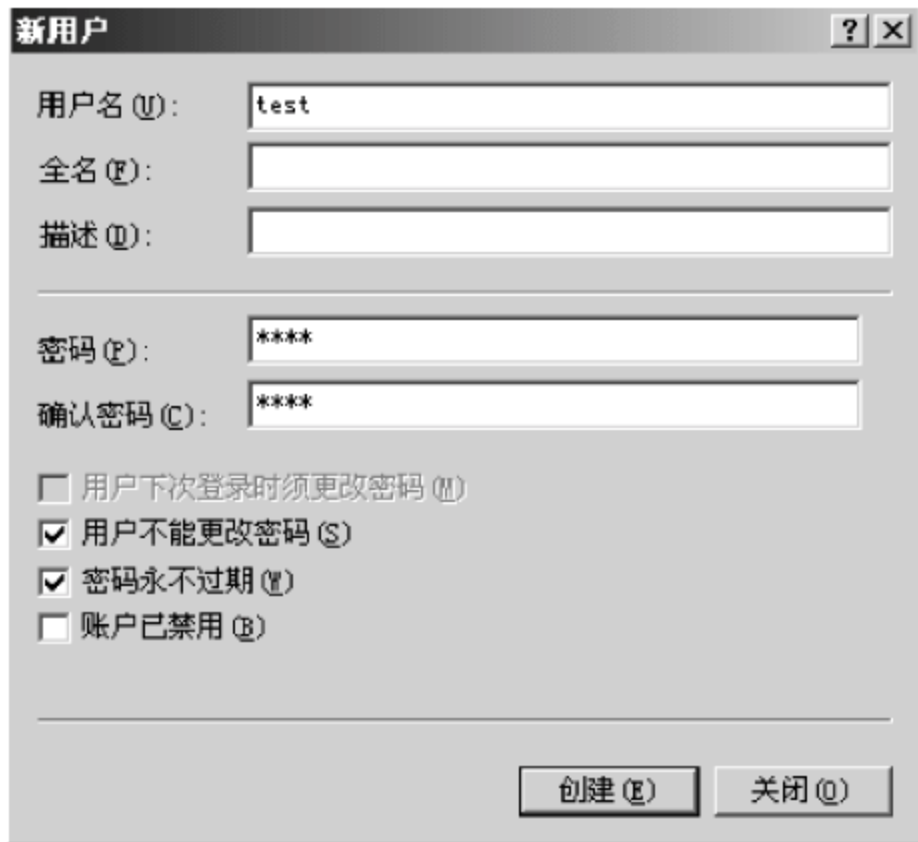 新用户
用户名(U): test
全名(F):
描述(D):
密码(P): ****
确认密码(C): ****
用户下次登录时须更改密码(M)
用户不能更改密码(S)
密码永不过期(W)
账户已禁用(B)
创建(E) 关闭(O)